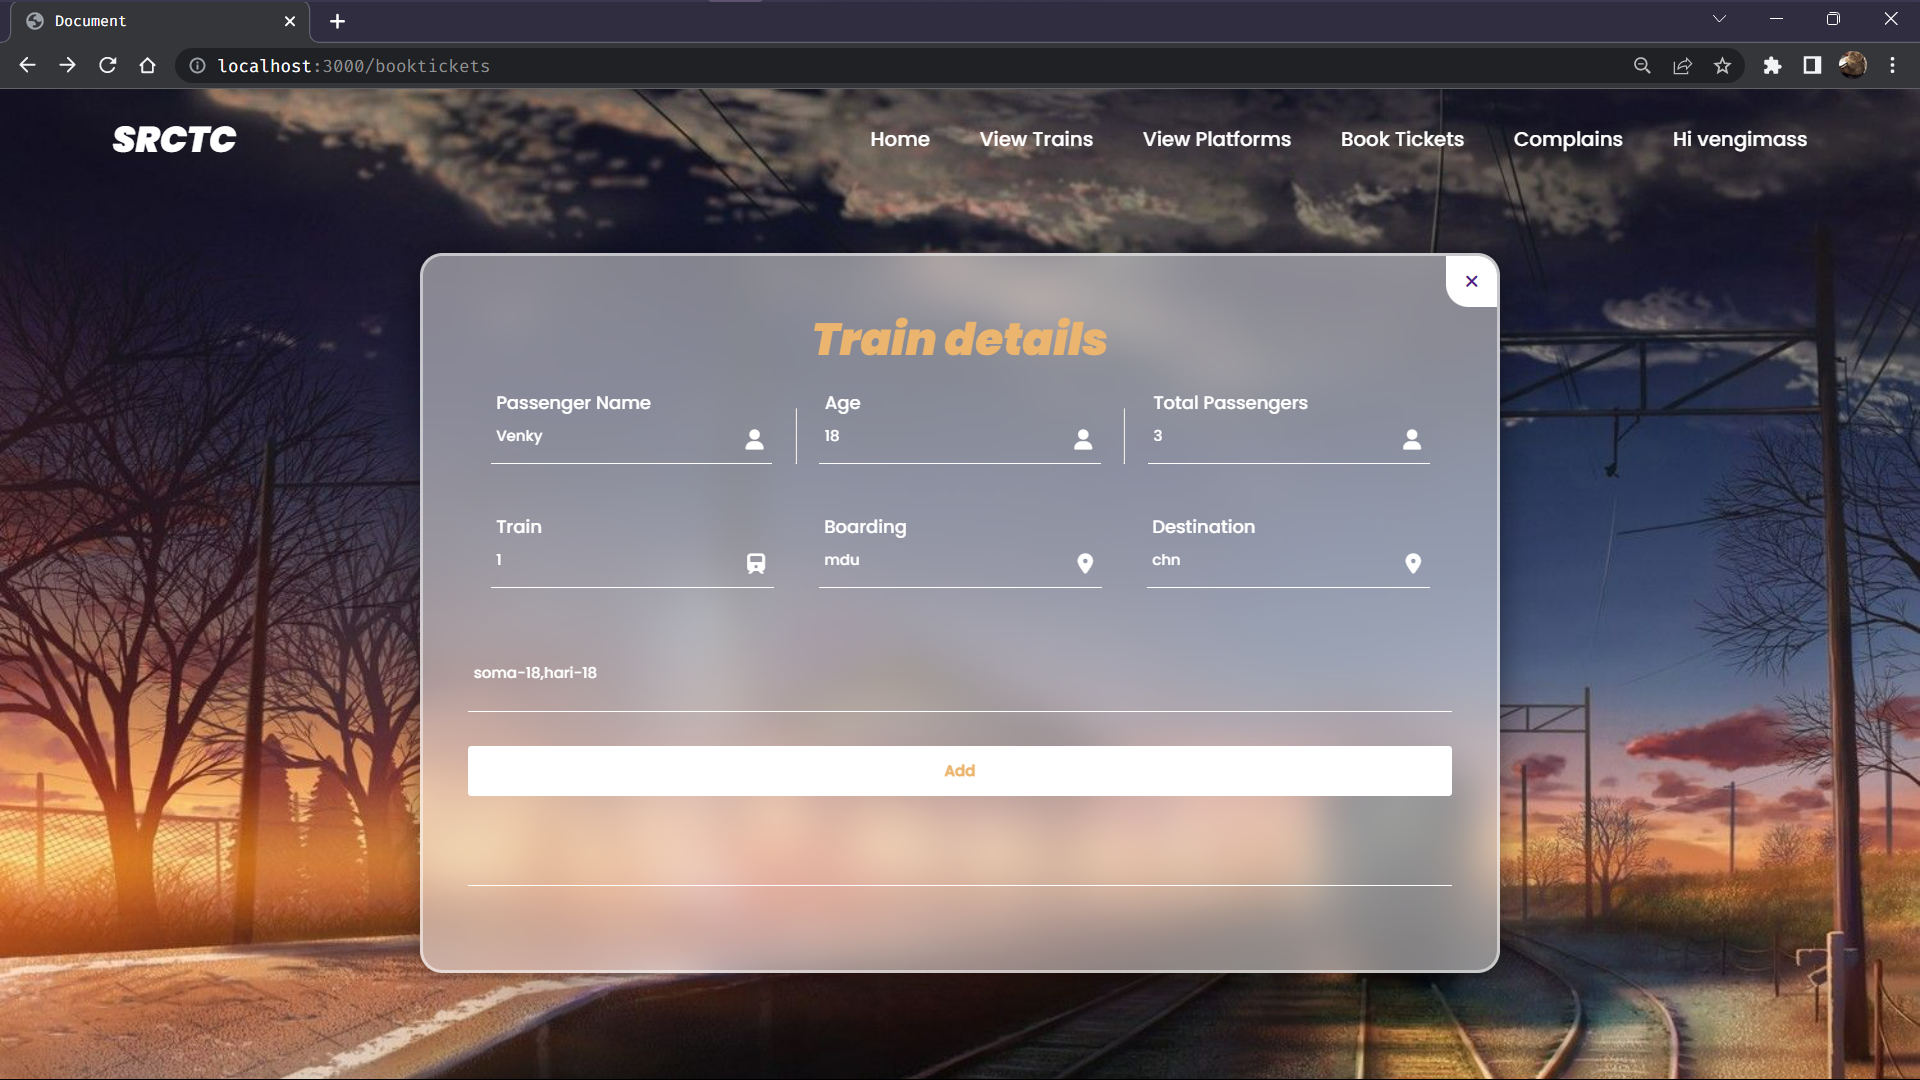 Document
localhost:3000/booktickets
SRCTC
Home View Trains View Platforms Book Tickets Complains Hi vengimass
Train details
Passenger Name Age Total Passengers
Venky 18 3
Train Boarding Destination
1 mdu chn
soma-18,hari-18
Add